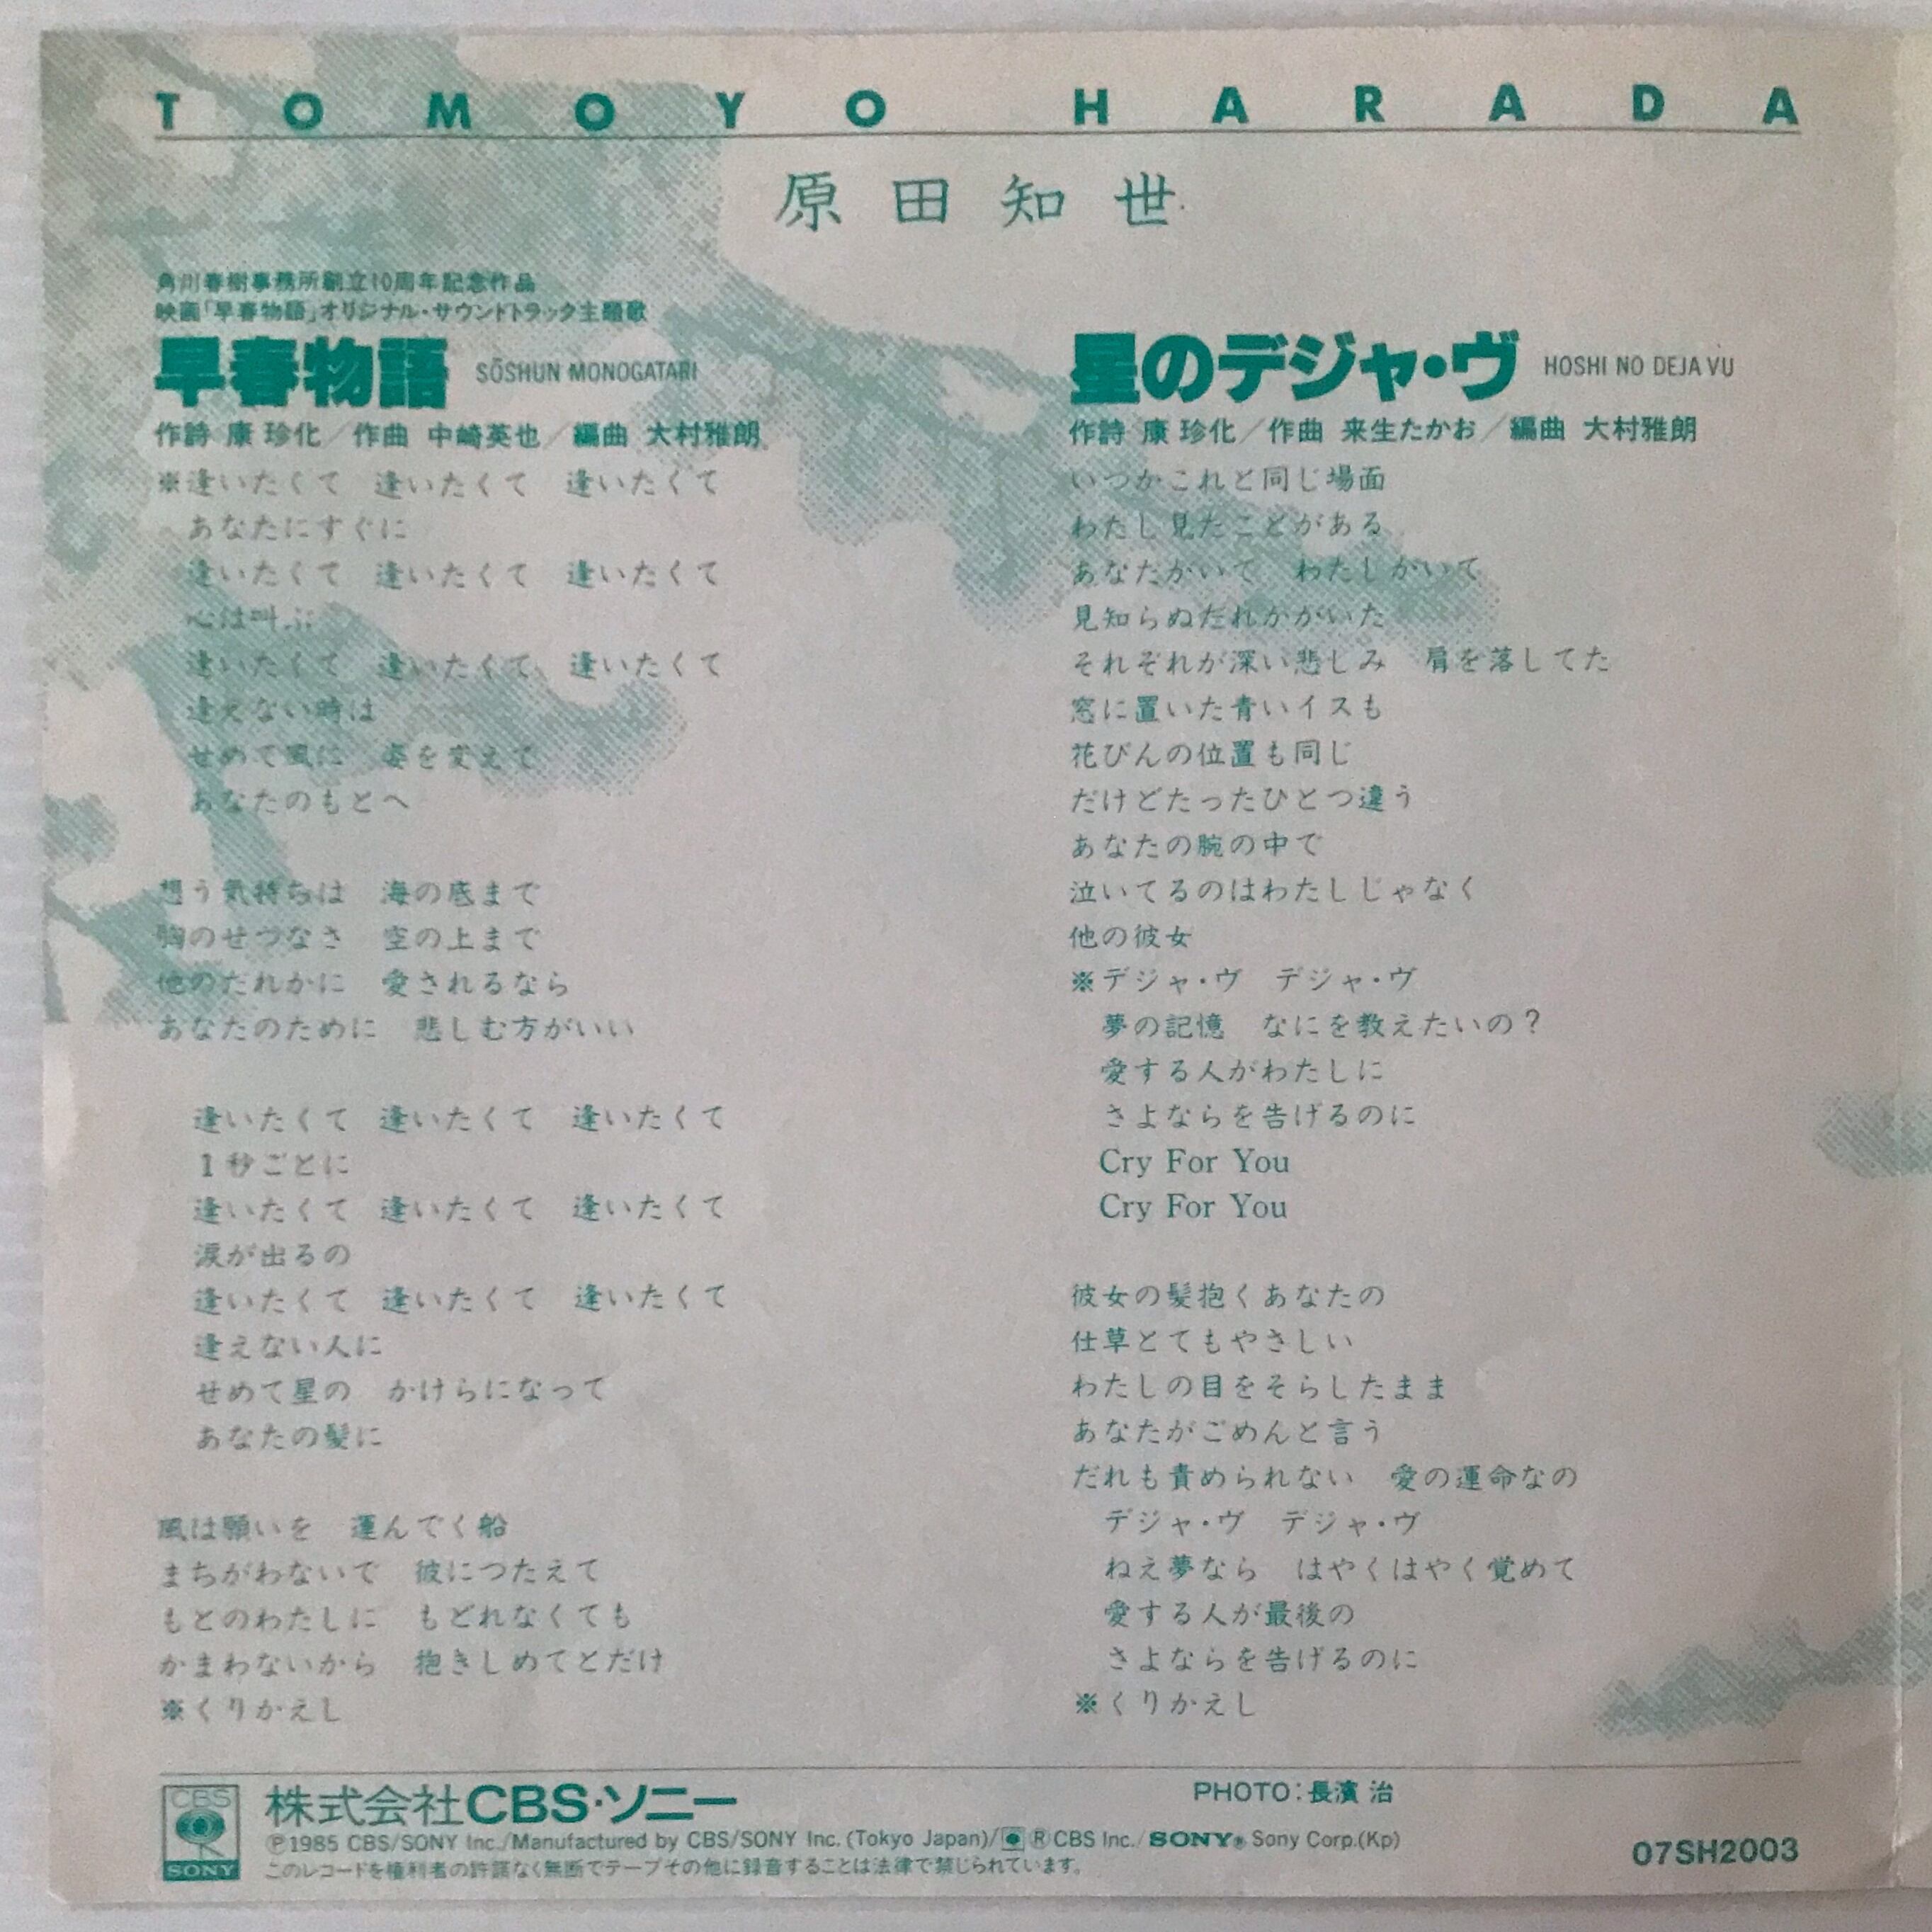 TOMOYO HARADA
原田知世
角川春樹事務所創立10周年記念作品
映画「早春物語」オリジナル・サウンドトラック主題歌
早春物語 SŌSHUN MONOGATARI
作詩 康 珍化／作曲 中崎英也／編曲 大村雅朗
※逢いたくて 逢いたくて 逢いたくて
あなたにすぐに
逢いたくて 逢いたくて 逢いたくて
心は叫ぶ
逢いたくて 逢いたくて 逢いたくて
逢えない時は
せめて風に 姿を変えて
あなたのもとへ
想う気持ちは 海の底まで
胸のせつなさ 空の上まで
他のだれかに 愛されるなら
あなたのために 悲しむ方がいい
逢いたくて 逢いたくて 逢いたくて
1秒ごとに
逢いたくて 逢いたくて 逢いたくて
涙が出るの
逢いたくて 逢いたくて 逢いたくて
逢えない人に
せめて星の かけらになって
あなたの髪に
風は願いを 運んでく船
まちがわないで 彼につたえて
もとのわたしに もどれなくても
かまわないから 抱きしめてとだけ
※くりかえし
星のデジャ・ヴ HOSHI NO DEJA VU
作詩 康 珍化／作曲 来生たかお／編曲 大村雅朗
いつかこれと同じ場面
わたし見たことがある
あなたがいて わたしがいて
見知らぬだれかがいた
それぞれが深い悲しみ 肩を落してた
窓に置いた青いイスも
花びんの位置も同じ
だけどたったひとつ違う
あなたの腕の中で
泣いてるのはわたしじゃなく
他の彼女
※デジャ・ヴ デジャ・ヴ
夢の記憶 なにを教えたいの？
愛する人がわたしに
さよならを告げるのに
Cry For You
Cry For You
彼女の髪抱くあなたの
仕草とてもやさしい
わたしの目をそらしたまま
あなたがごめんと言う
だれも責められない 愛の運命なの
デジャ・ヴ デジャ・ヴ
ねえ夢なら はやくはやく覚めて
愛する人が最後の
さよならを告げるのに
※くりかえし
CBS
SONY
株式会社CBS・ソニー
PHOTO：長濱 治
Ⓟ1985 CBS/SONY Inc./Manufactured by CBS/SONY Inc. (Tokyo Japan)/ ®CBS Inc./SONY® Sony Corp.(Kp)
このレコードを権利者の許諾なく無断でテープその他に録音することは法律で禁じられています。
07SH2003